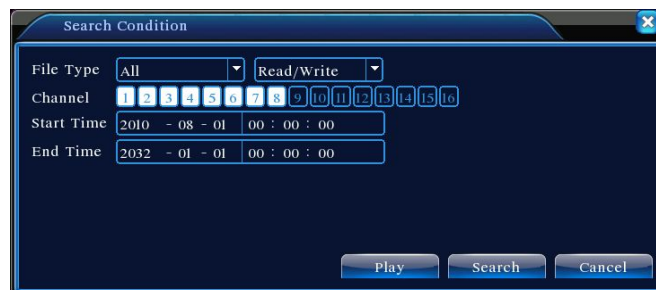 Search Condition
File Type All Read/Write
Channel 1 2 3 4 5 6 7 8 9 10 11 12 13 14 15 16
Start Time 2010 - 08 - 01 00 : 00 : 00
End Time 2032 - 01 - 01 00 : 00 : 00
Play Search Cancel